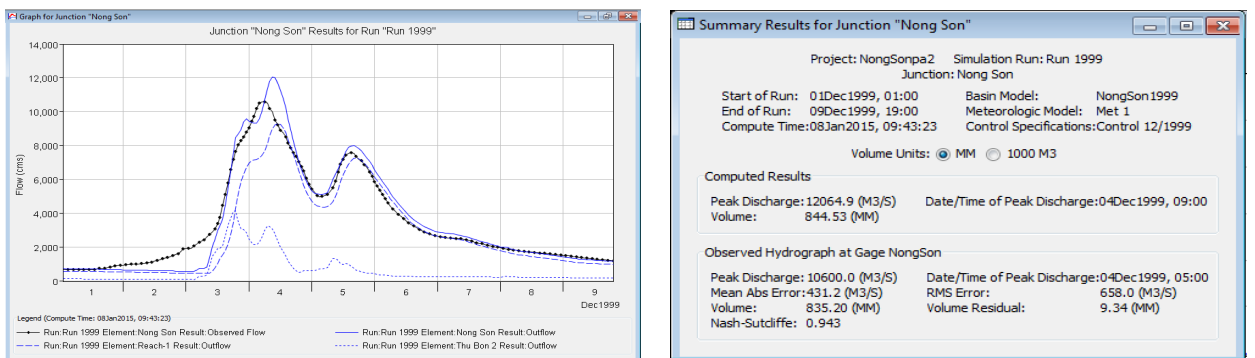 Graph for Junction "Nong Son"
Junction "Nong Son" Results for Run "Run 1999"
14,000
12,000
10,000
8,000
6,000
4,000
2,000
0
Flow (cms)
1 2 3 4 5 6 7 8 9
Dec1999
Legend (Compute Time: 08Jan2015, 09:43:23)
Run:Run 1999 Element:Nong Son Result:Observed Flow
Run:Run 1999 Element:Nong Son Result:Outflow
Run:Run 1999 Element:Reach-1 Result:Outflow
Run:Run 1999 Element:Thu Bon 2 Result:Outflow
Summary Results for Junction "Nong Son"
Project: NongSonpa2 Simulation Run: Run 1999
Junction: Nong Son
Start of Run: 01Dec1999, 01:00 Basin Model: NongSon1999
End of Run: 09Dec1999, 19:00 Meteorologic Model: Met 1
Compute Time:08Jan2015, 09:43:23 Control Specifications:Control 12/1999
Volume Units: MM 1000 M3
Computed Results
Peak Discharge:12064.9 (M3/S) Date/Time of Peak Discharge:04Dec1999, 09:00
Volume: 844.53 (MM)
Observed Hydrograph at Gage NongSon
Peak Discharge:10600.0 (M3/S) Date/Time of Peak Discharge:04Dec1999, 05:00
Mean Abs Error:431.2 (M3/S) RMS Error: 658.0 (M3/S)
Volume: 835.20 (MM) Volume Residual: 9.34 (MM)
Nash-Sutcliffe: 0.943